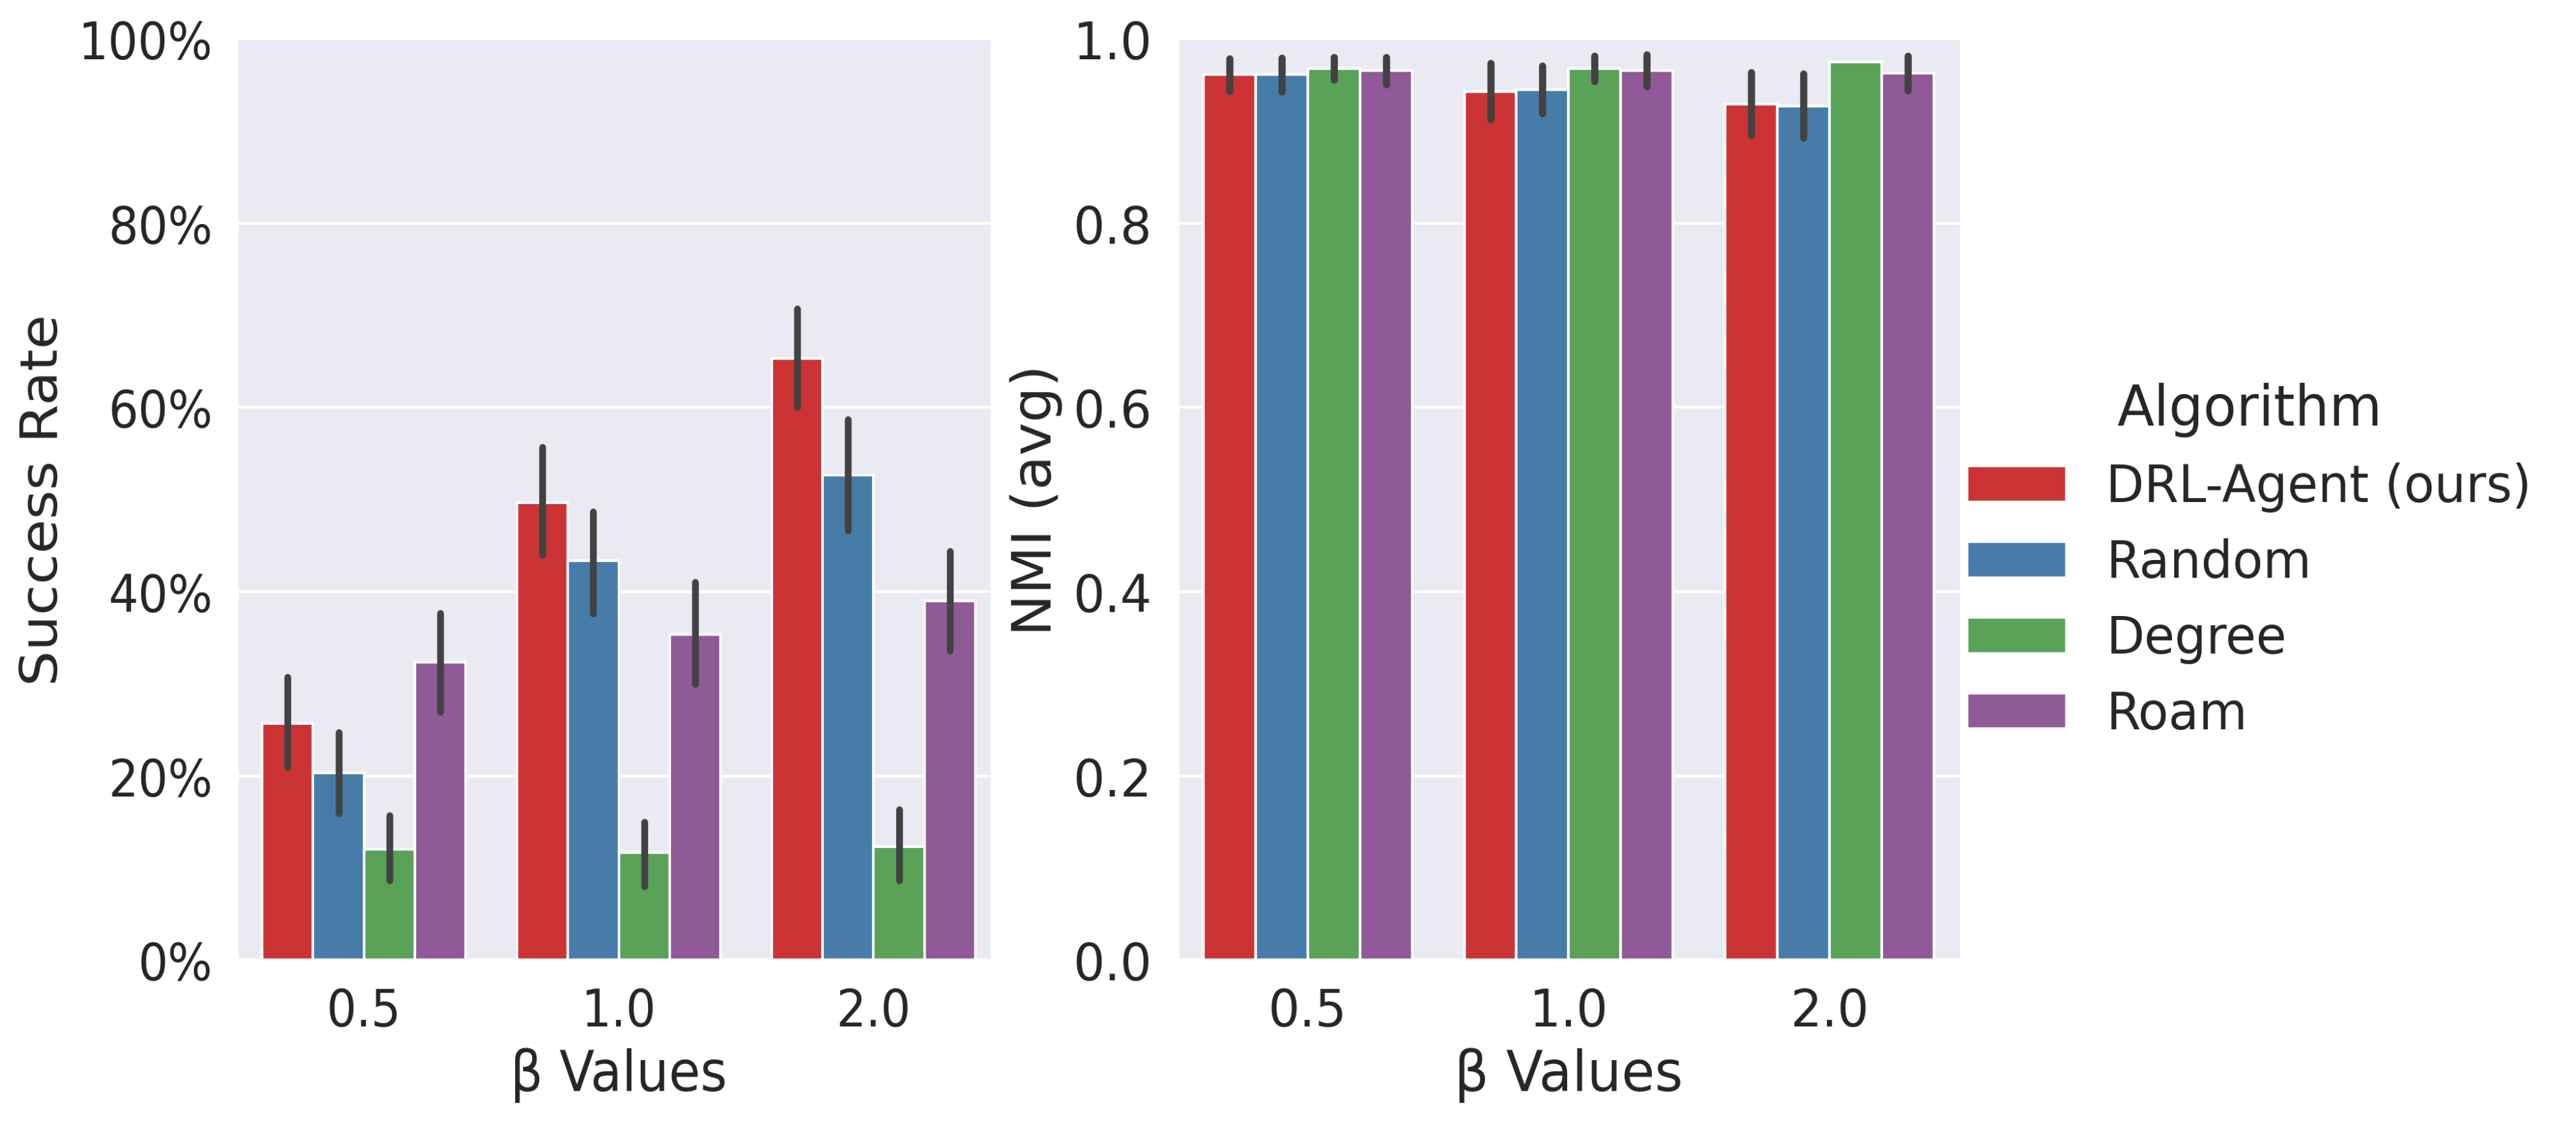 100%
80%
60%
40%
20%
0%
Success Rate
0.5 1.0 2.0
β Values
1.0
0.8
0.6
0.4
0.2
0.0
NMI (avg)
0.5 1.0 2.0
β Values
Algorithm
DRL-Agent (ours)
Random
Degree
Roam